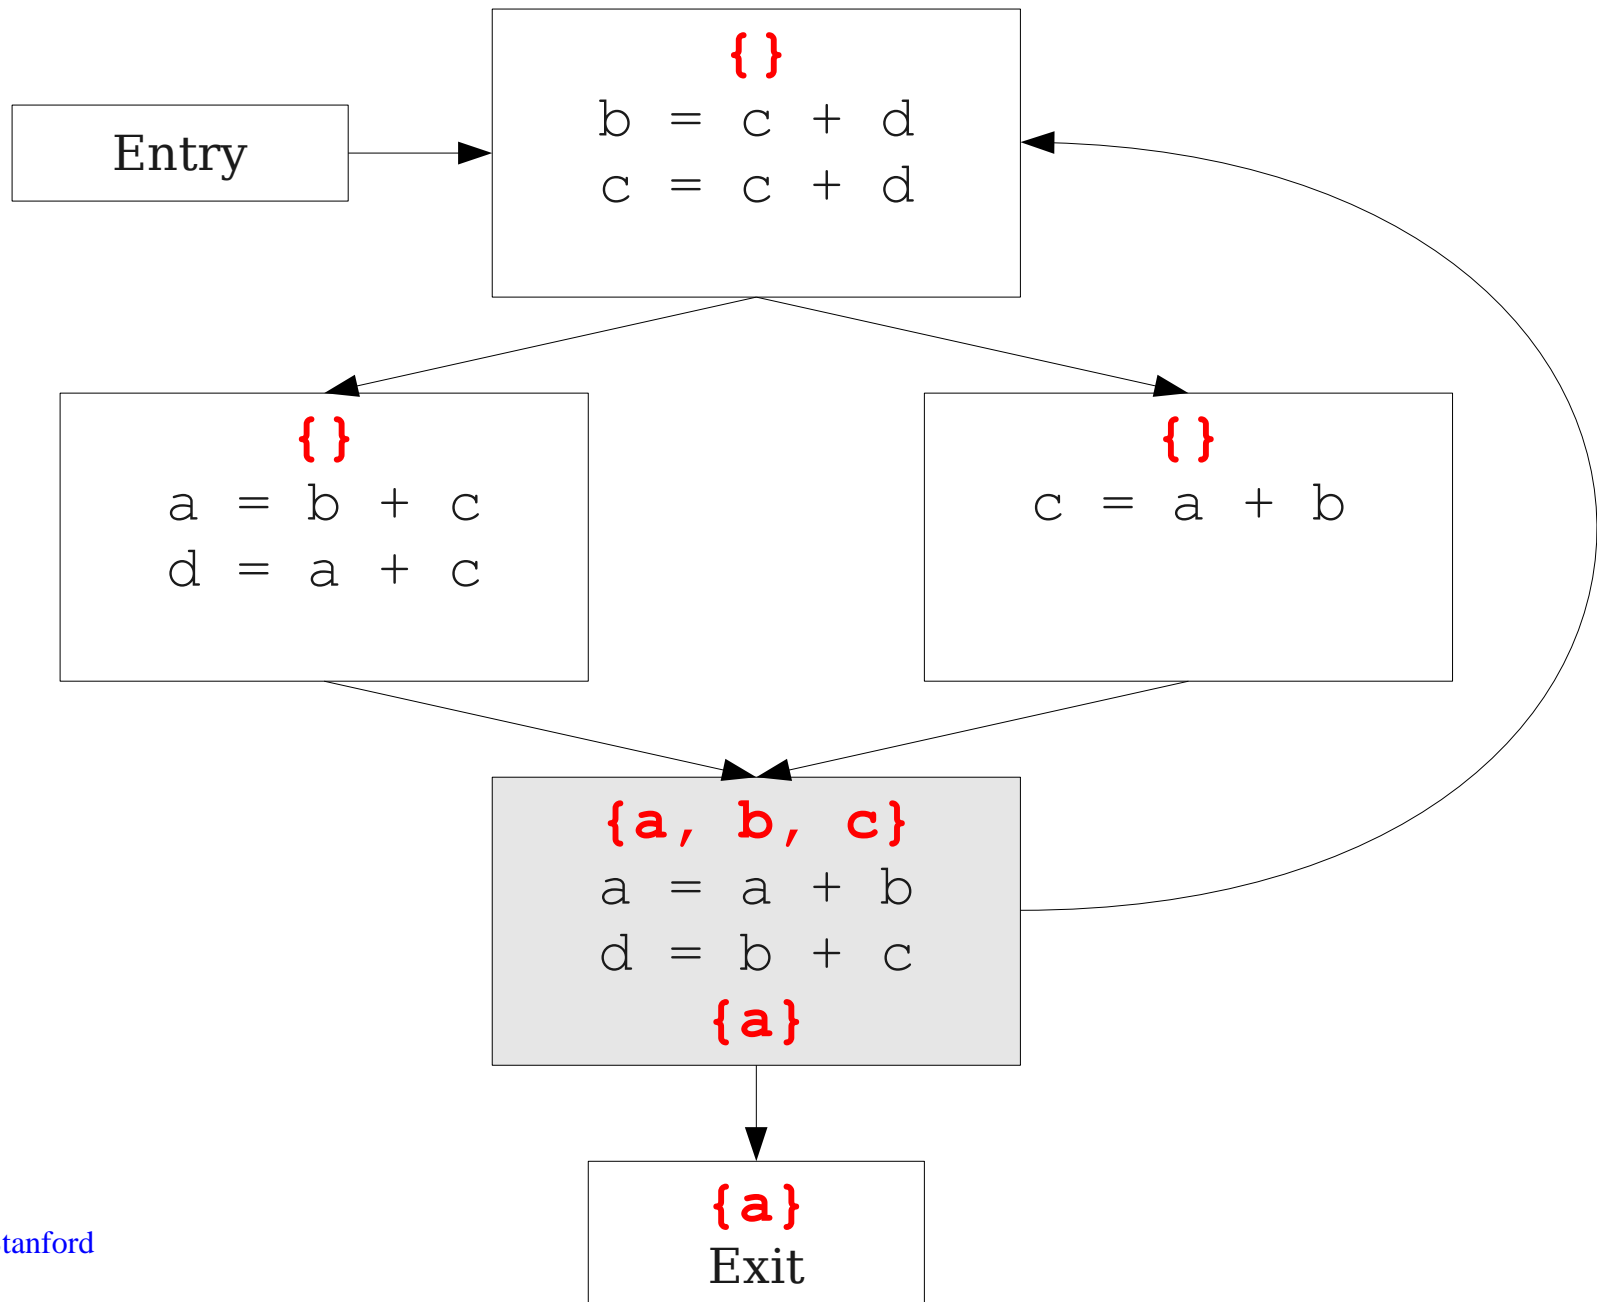 {}
b = c + d
c = c + d
Entry
{}
a = b + c
d = a + c
{}
c = a + b
{a, b, c}
a = a + b
d = b + c
{a}
{a}
Exit
tanford